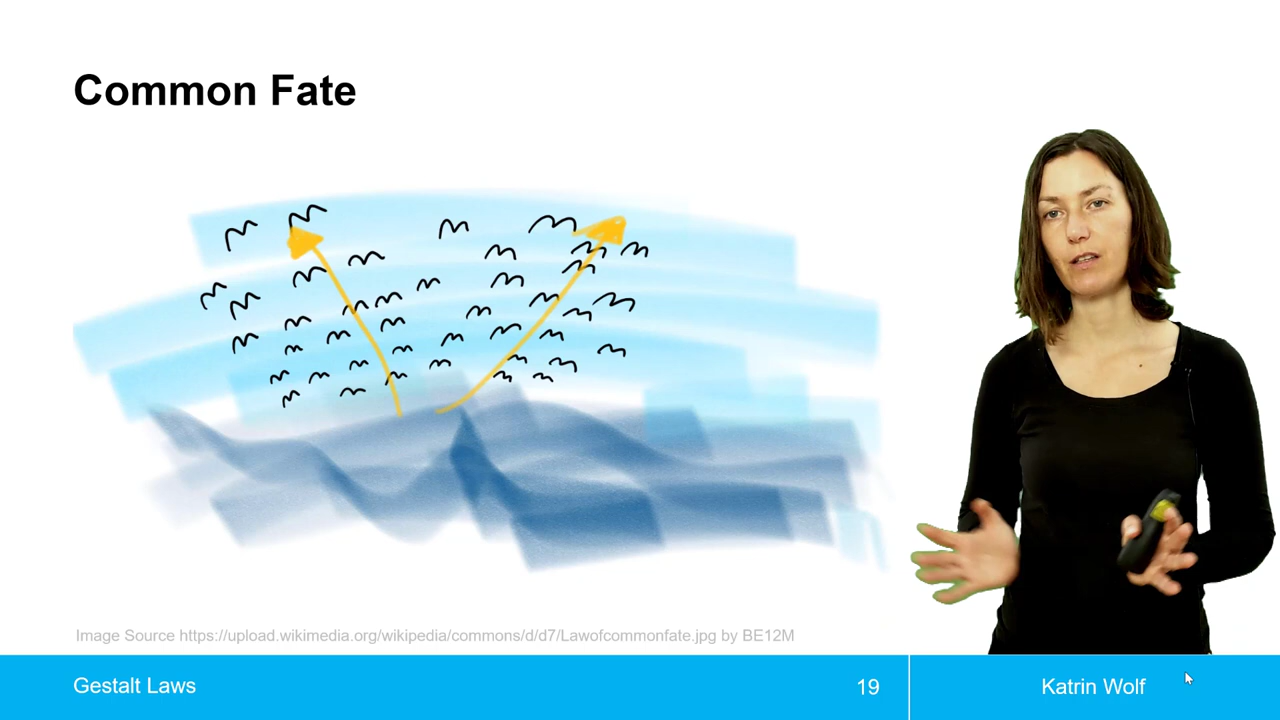 Common Fate
Image Source https://upload.wikimedia.org/wikipedia/commons/d/d7/Lawofcommonfate.jpg by BE12M
Gestalt Laws
19
Katrin Wolf